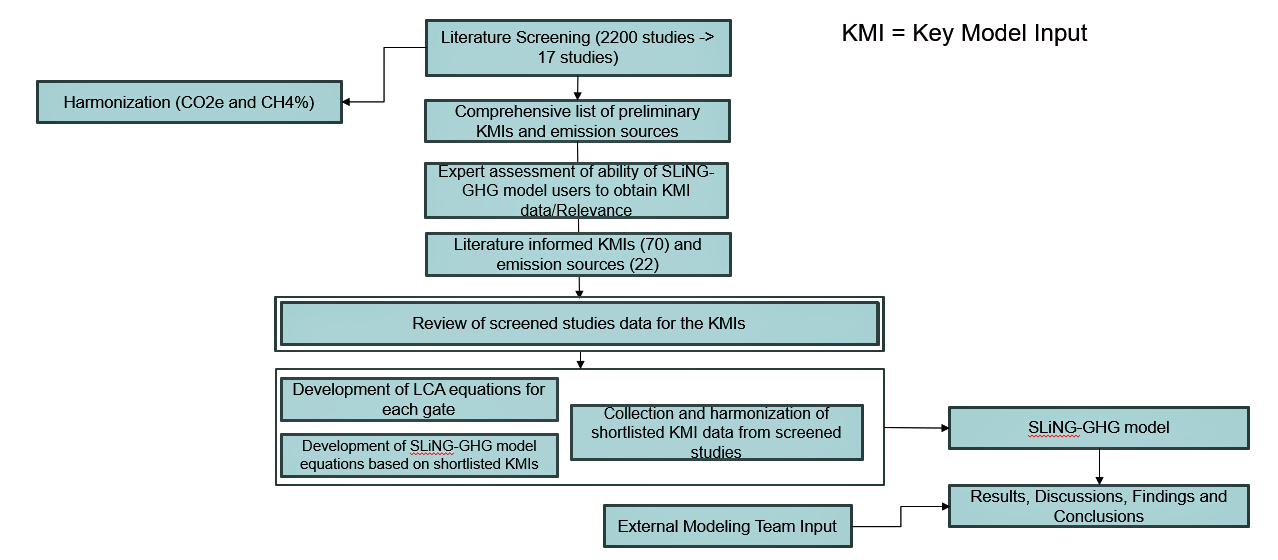 Literature Screening (2200 studies ->
17 studies)
KMI = Key Model Input
Harmonization (CO2e and CH4%)
Comprehensive list of preliminary
KMIs and emission sources
Expert assessment of ability of SLiNG-
GHG model users to obtain KMI
data/Relevance
Literature informed KMIs (70) and
emission sources (22)
Review of screened studies data for the KMIs
Development of LCA equations for
each gate
Development of SLiNG-GHG model
equations based on shortlisted KMIs
Collection and harmonization of
shortlisted KMI data from screened
studies
SLiNG-GHG model
Results, Discussions, Findings and
Conclusions
External Modeling Team Input